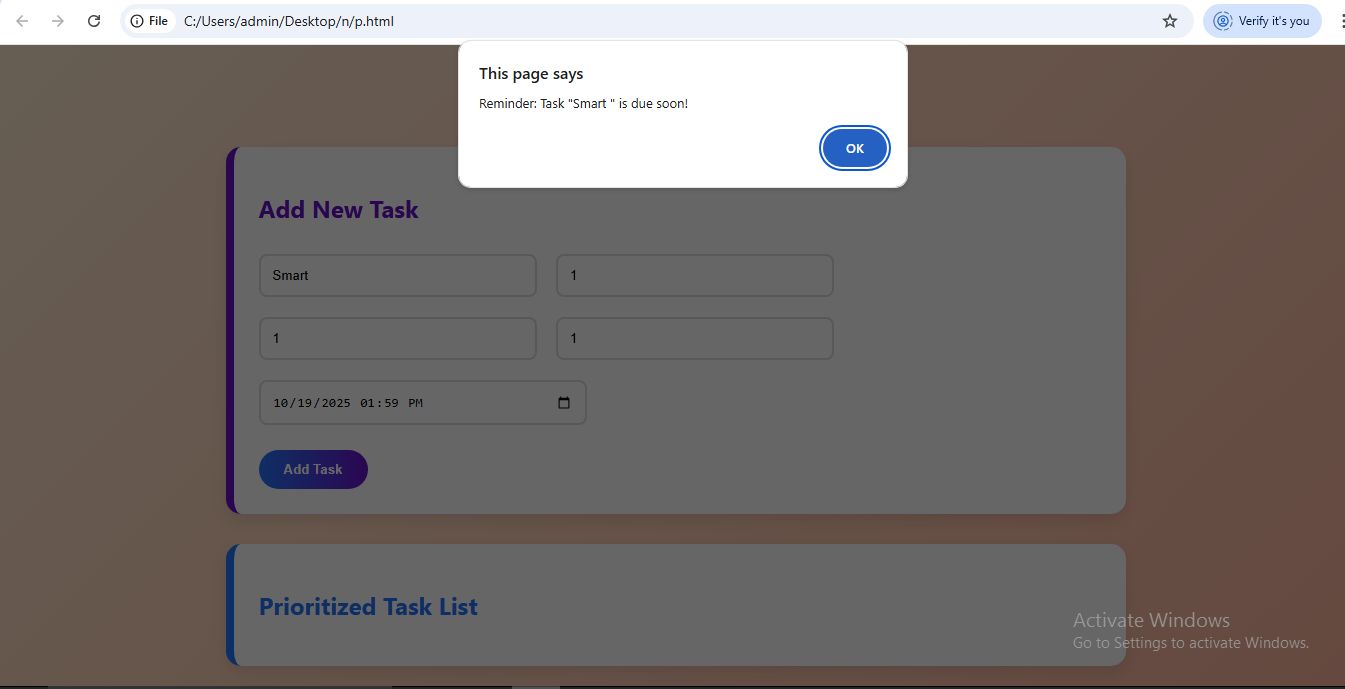 File C:/Users/admin/Desktop/n/p.html Verify it's you
This page says
Reminder: Task "Smart " is due soon!
OK
Add New Task
Smart 1
1 1
10/19/2025 01:59 PM
Add Task
Prioritized Task List
Activate Windows
Go to Settings to activate Windows.